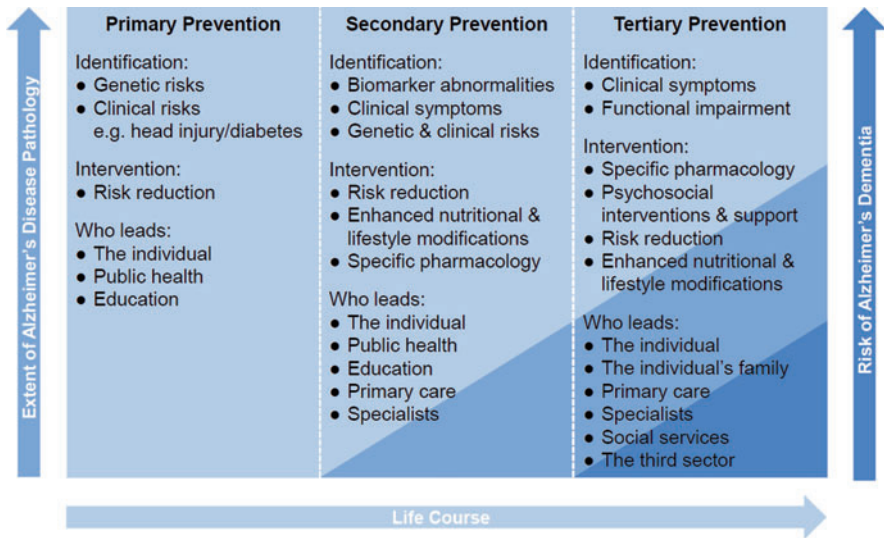 Extent of Alzheimer's Disease Pathology
Primary Prevention
Identification:
● Genetic risks
● Clinical risks
e.g. head injury/diabetes
Intervention:
● Risk reduction
Who leads:
● The individual
● Public health
● Education
Secondary Prevention
Identification:
● Biomarker abnormalities
● Clinical symptoms
● Genetic & clinical risks
Intervention:
● Risk reduction
● Enhanced nutritional &
lifestyle modifications
● Specific pharmacology
Who leads:
● The individual
● Public health
● Education
● Primary care
● Specialists
Tertiary Prevention
Identification:
● Clinical symptoms
● Functional impairment
Intervention:
● Specific pharmacology
● Psychosocial
interventions & support
● Risk reduction
● Enhanced nutritional &
lifestyle modifications
Who leads:
● The individual
● The individual's family
● Primary care
● Specialists
● Social services
● The third sector
Risk of Alzheimer's Dementia
Life Course